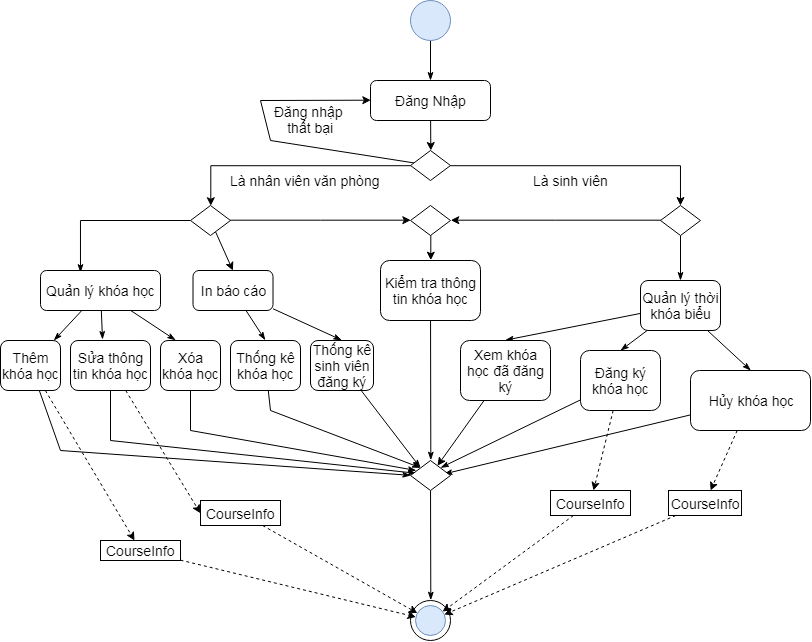 Đăng Nhập
Đăng nhập
thất bại
Là nhân viên văn phòng
Là sinh viên
Quản lý khóa học
In báo cáo
Kiểm tra thông
tin khóa học
Quản lý thời
khóa biểu
Thêm
khóa học
Sửa thông
tin khóa học
Xóa
khóa học
Thống kê
khóa học
Thống kê
sinh viên
đăng ký
Xem khóa
học đã đăng
ký
Đăng ký
khóa học
Hủy khóa học
CourseInfo
CourseInfo
CourseInfo
CourseInfo